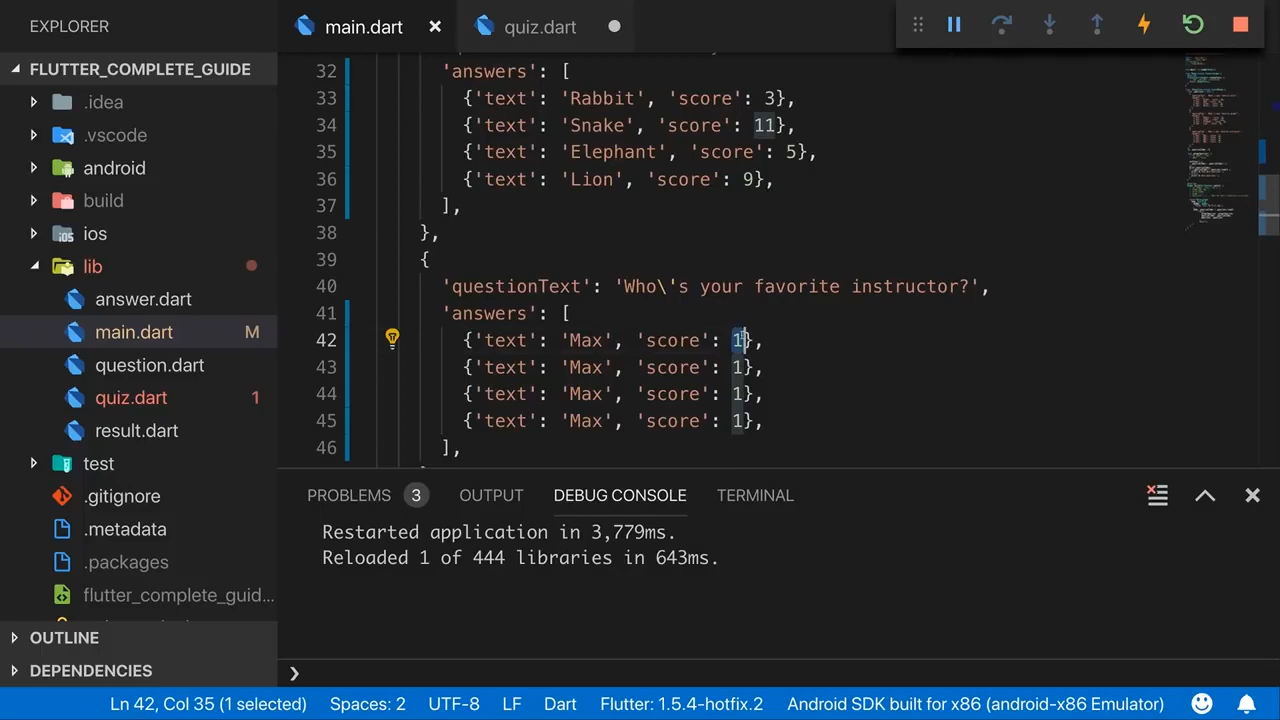 EXPLORER
main.dart
quiz.dart
FLUTTER_COMPLETE_GUIDE
.idea
.vscode
android
build
ios
lib
answer.dart
main.dart M
question.dart
quiz.dart 1
result.dart
test
.gitignore
.metadata
.packages
flutter_complete_guid...
OUTLINE
DEPENDENCIES
32 'answers': [
33 {'text': 'Rabbit', 'score': 3},
34 {'text': 'Snake', 'score': 11},
35 {'text': 'Elephant', 'score': 5},
36 {'text': 'Lion', 'score': 9},
37 ],
38 },
39 {
40 'questionText': 'Who\'s your favorite instructor?',
41 'answers': [
42 {'text': 'Max', 'score': 1},
43 {'text': 'Max', 'score': 1},
44 {'text': 'Max', 'score': 1},
45 {'text': 'Max', 'score': 1},
46 ],
PROBLEMS 3 OUTPUT DEBUG CONSOLE TERMINAL
Restarted application in 3,779ms.
Reloaded 1 of 444 libraries in 643ms.
Ln 42, Col 35 (1 selected) Spaces: 2 UTF-8 LF Dart Flutter: 1.5.4-hotfix.2 Android SDK built for x86 (android-x86 Emulator)